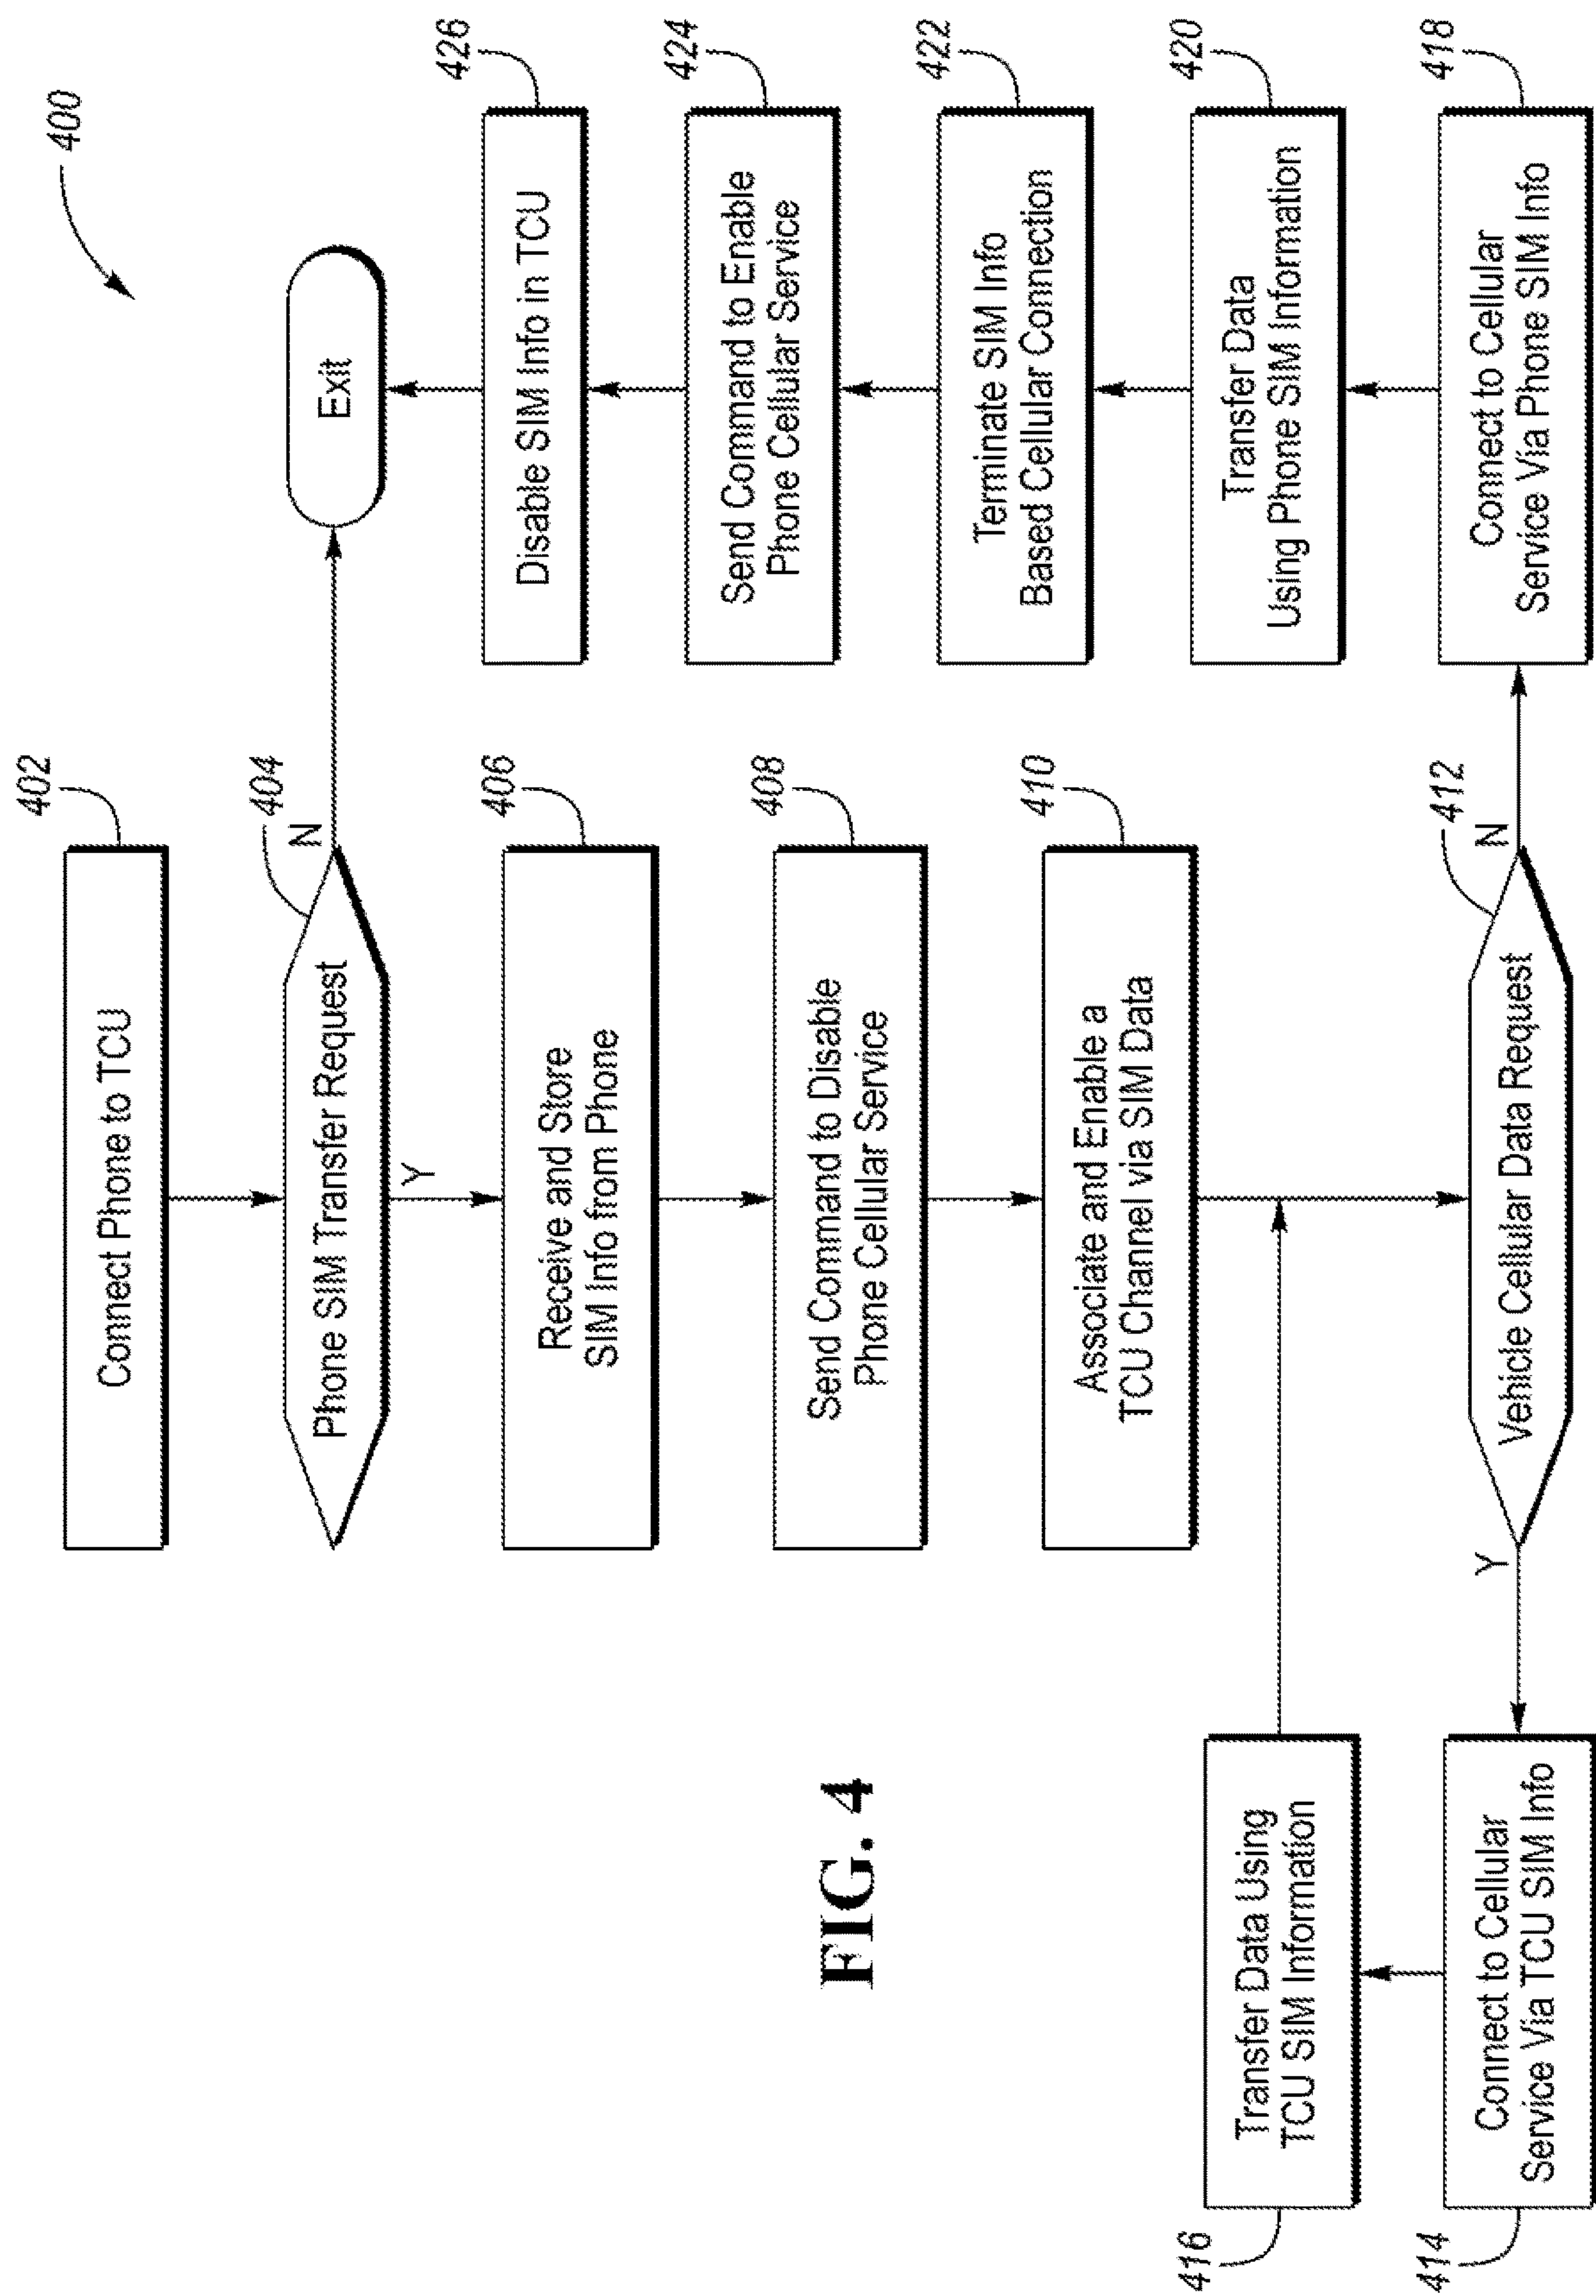 400
402
Connect Phone to TCU
404
Phone SIM Transfer Request
N
Exit
Y
406
Receive and Store
SIM Info from Phone
408
Send Command to Disable
Phone Cellular Service
410
Associate and Enable a
TCU Channel via SIM Data
412
Vehicle Cellular Data Request
Y
N
414
Connect to Cellular
Service Via TCU SIM Info
416
Transfer Data Using
TCU SIM Information
418
Connect to Cellular
Service Via Phone SIM Info
420
Transfer Data
Using Phone SIM Information
422
Terminate SIM Info
Based Cellular Connection
424
Send Command to Enable
Phone Cellular Service
426
Disable SIM Info in TCU
FIG. 4